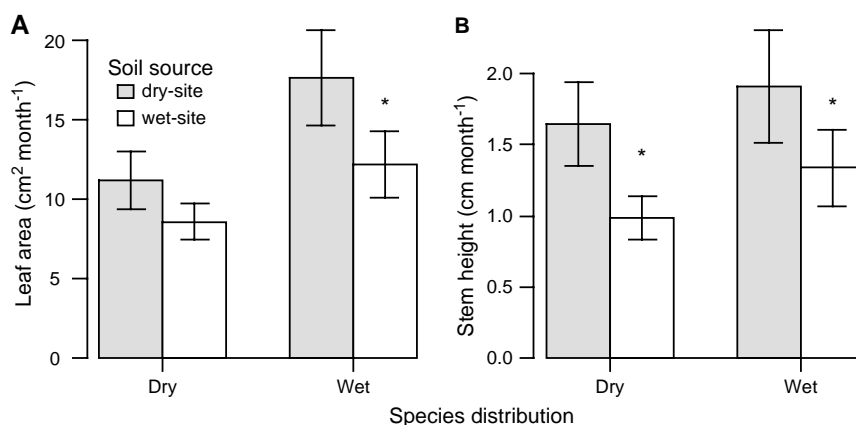 A
20
15
10
5
0
Leaf area (cm² month⁻¹)
Soil source
dry-site
wet-site
*
Dry
Wet
B
2.0
1.5
1.0
0.5
0.0
Stem height (cm month⁻¹)
*
*
Dry
Wet
Species distribution